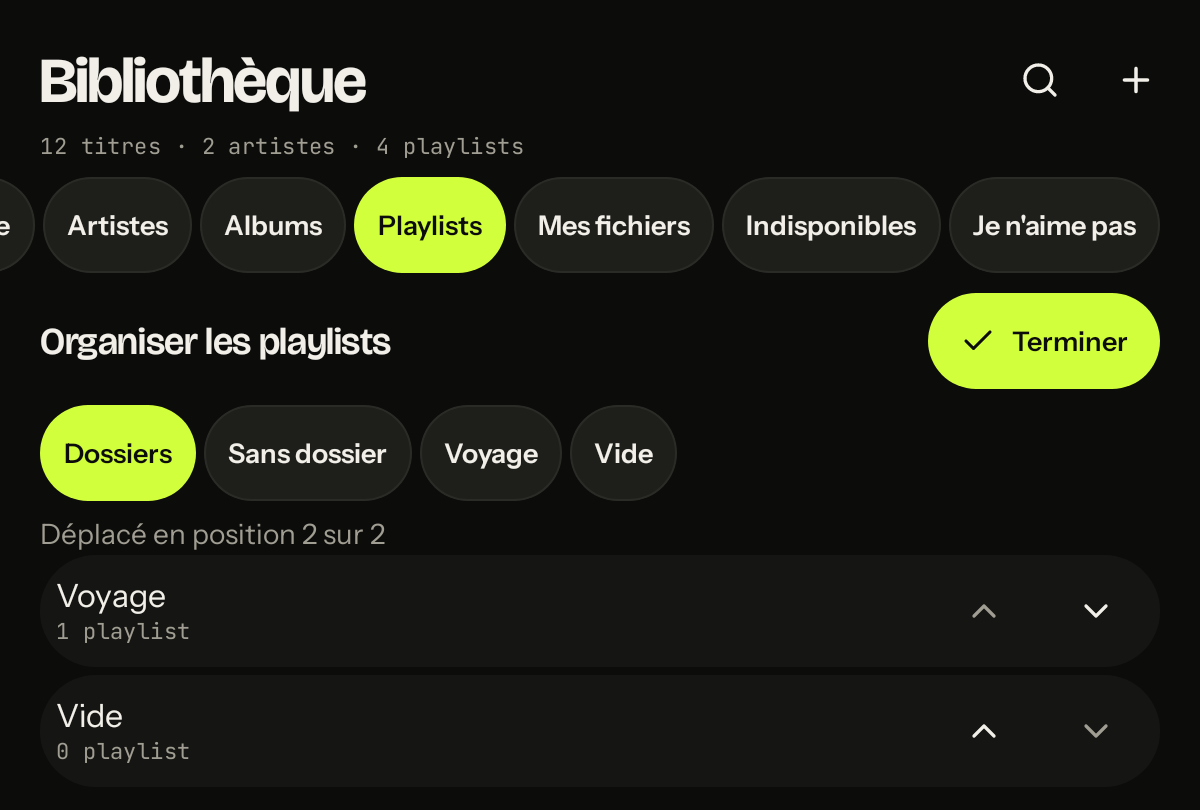 Bibliothèque
12 titres · 2 artistes · 4 playlists
e Artistes Albums Playlists Mes fichiers Indisponibles Je n'aime pas
Organiser les playlists Terminer
Dossiers Sans dossier Voyage Vide
Déplacé en position 2 sur 2
Voyage
1 playlist
Vide
0 playlist